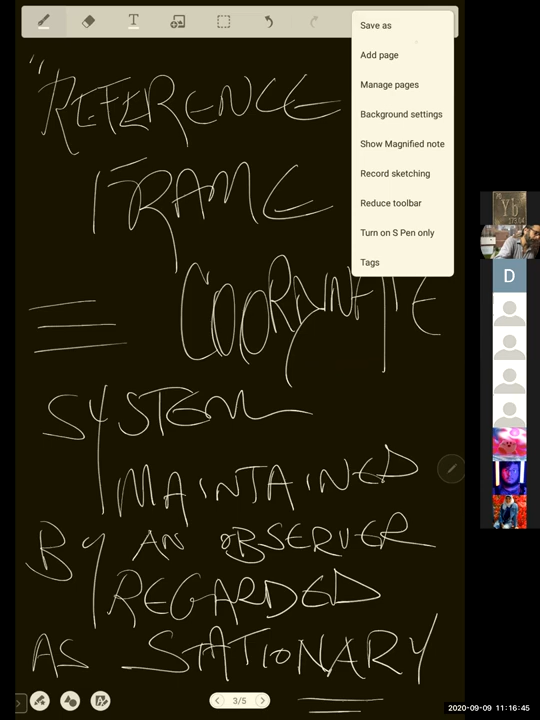 T
Save as
Add page
Manage pages
Background settings
Show Magnified note
Record sketching
Reduce toolbar
Turn on S Pen only
Tags
"REFERENCE
FRAME
≡ COORDINATE
SYSTEM
MAINTAINED
BY AN OBSERVER
REGARDED
AS STATIONARY
3/5
Yb
D
2020-09-09 11:16:45